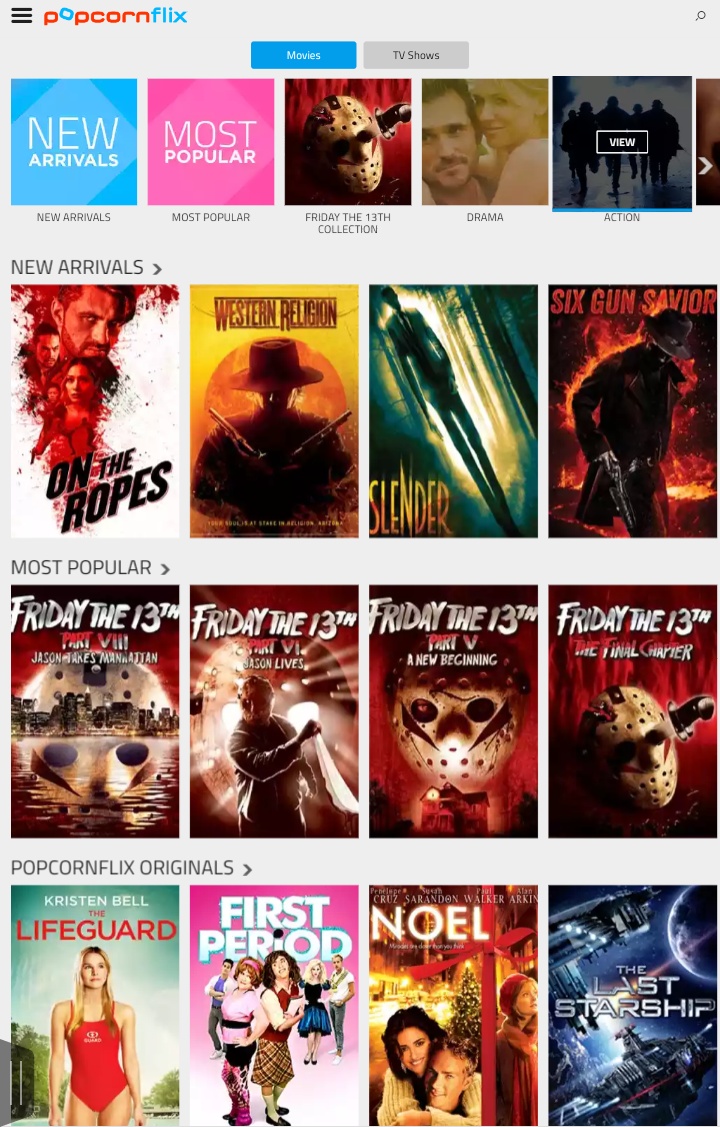 popcornflix
Movies
TV Shows
NEW
ARRIVALS
MOST
POPULAR
VIEW
NEW ARRIVALS
MOST POPULAR
FRIDAY THE 13TH
COLLECTION
DRAMA
ACTION
NEW ARRIVALS
ON THE
ROPES
WESTERN RELIGION
YOUR SOUL IS AT STAKE IN RELIGION, ARIZONA
SLENDER
SIX GUN SAVIOR
MOST POPULAR
FRIDAY THE 13TH
PART VIII
JASON TAKES MANHATTAN
FRIDAY THE 13TH
PART VI
JASON LIVES
FRIDAY THE 13TH
PART V
A NEW BEGINNING
FRIDAY THE 13TH
THE FINAL CHAPTER
POPCORNFLIX ORIGINALS
KRISTEN BELL
THE
LIFEGUARD
GUARD
FIRST
PERIOD
Penelope Susan Paul Alan
CRUZ SARANDON WALKER ARKIN
NOEL
Miracles are closer than you think
THE
LAST
STARSHIP